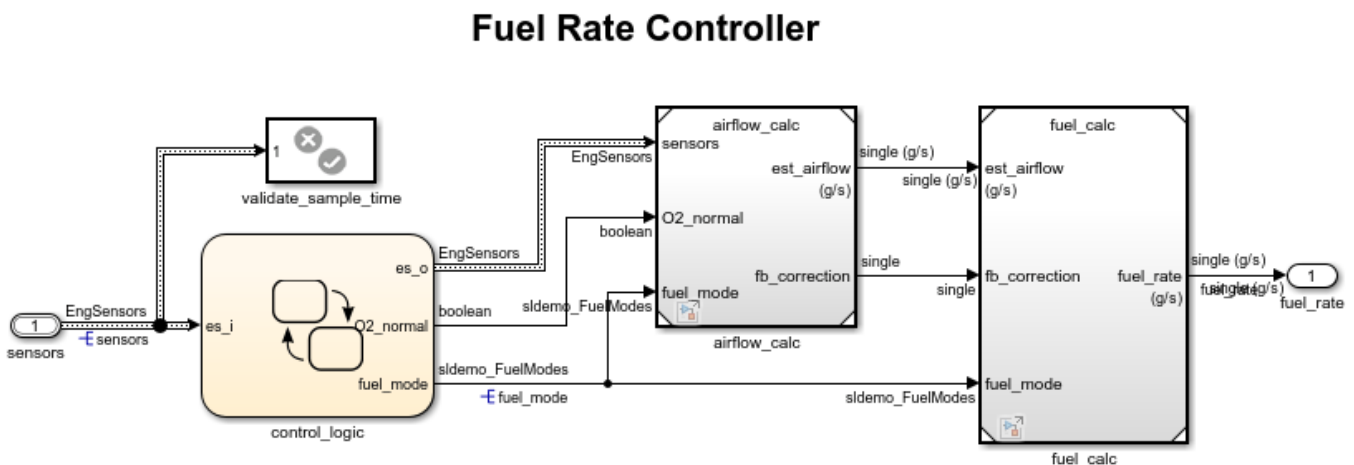 Fuel Rate Controller
1
validate_sample_time
EngSensors
1
sensors
sensors
es_i
es_o
O2_normal
fuel_mode
control_logic
EngSensors
boolean
sldemo_FuelModes
fuel_mode
EngSensors
boolean
sldemo_FuelModes
airflow_calc
sensors
est_airflow
(g/s)
O2_normal
fb_correction
fuel_mode
airflow_calc
single (g/s)
single (g/s)
single
single
sldemo_FuelModes
fuel_calc
est_airflow
(g/s)
fb_correction
fuel_rate
(g/s)
fuel_mode
fuel_calc
single (g/s)
fuel_rate
single (g/s)
1
fuel_rate